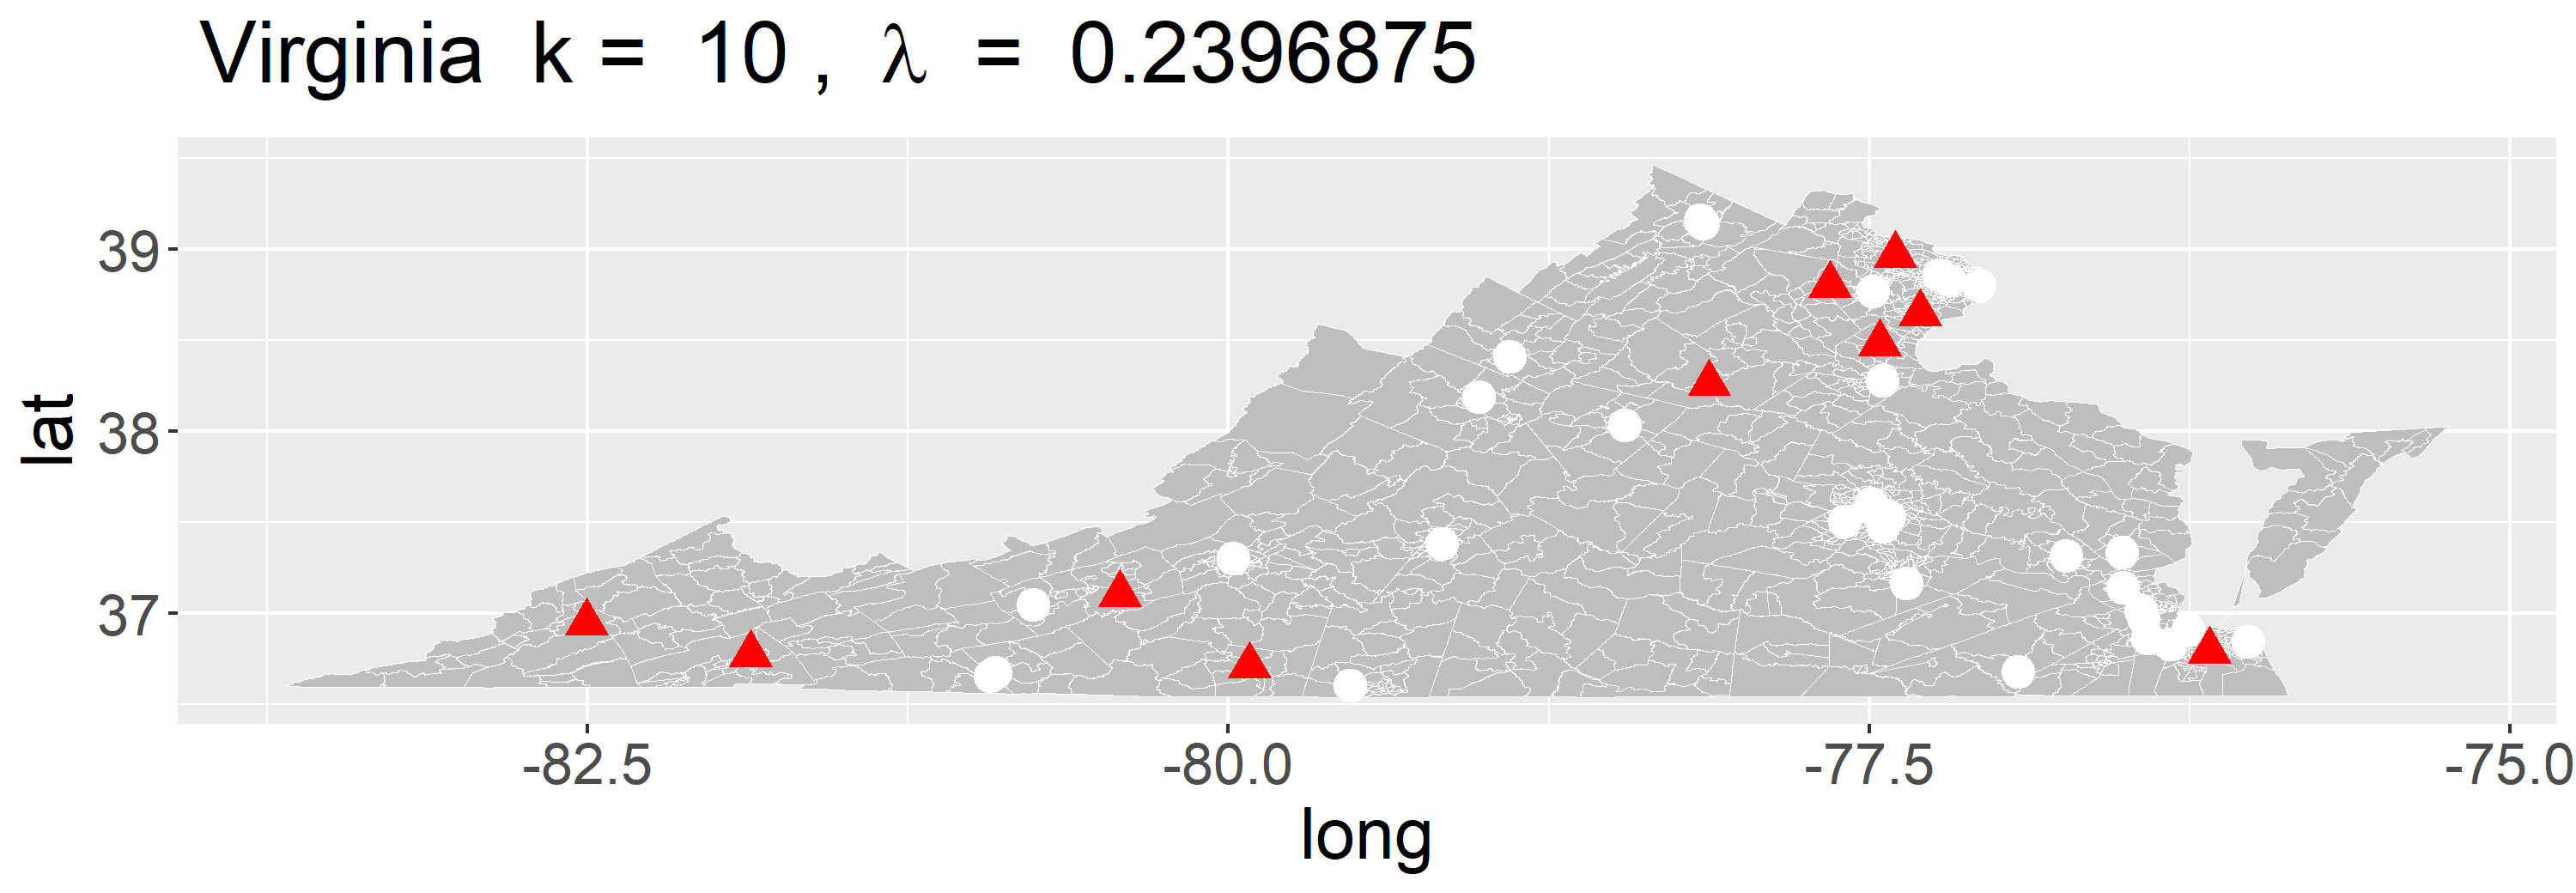 Virginia k = 10 , λ = 0.2396875
39
38
37
lat
-82.5 -80.0 -77.5 -75.0
long